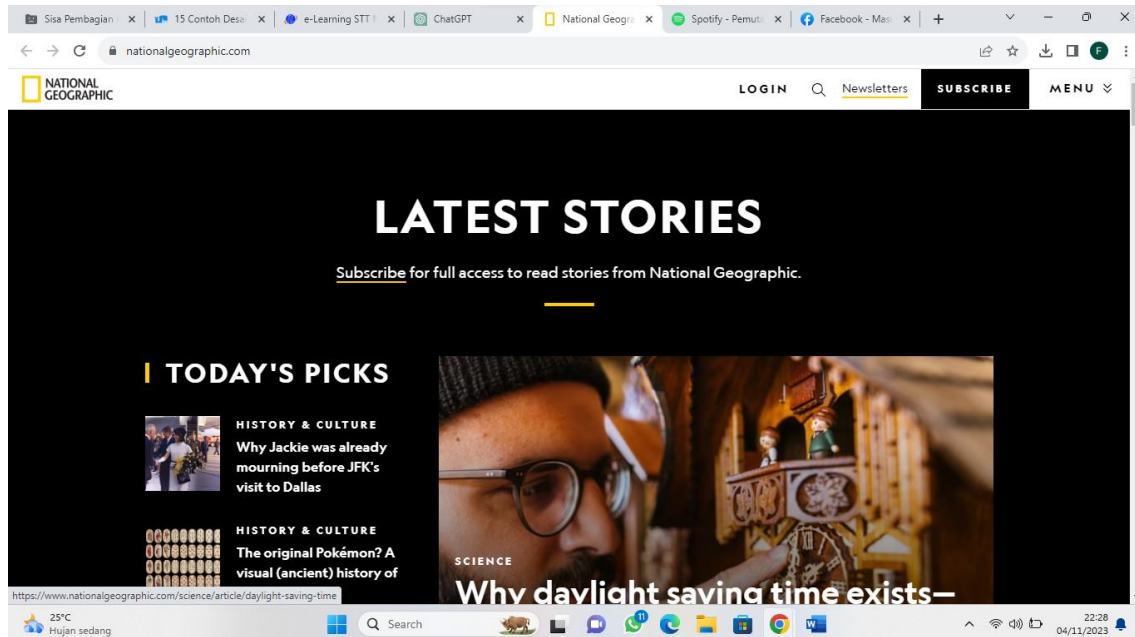 Sisa Pembagian
15 Contoh Desa
e-Learning STT
ChatGPT
National Geogra
Spotify - Pemut
Facebook - Mas
nationalgeographic.com
F
NATIONAL
GEOGRAPHIC
LOGIN
Newsletters
SUBSCRIBE
MENU
LATEST STORIES
Subscribe for full access to read stories from National Geographic.
TODAY'S PICKS
HISTORY & CULTURE
Why Jackie was already
mourning before JFK's
visit to Dallas
HISTORY & CULTURE
The original Pokémon? A
visual (ancient) history of
SCIENCE
Why daylight saving time exists—
https://www.nationalgeographic.com/science/article/daylight-saving-time
25°C
Hujan sedang
Search
11
22:28
04/11/2023